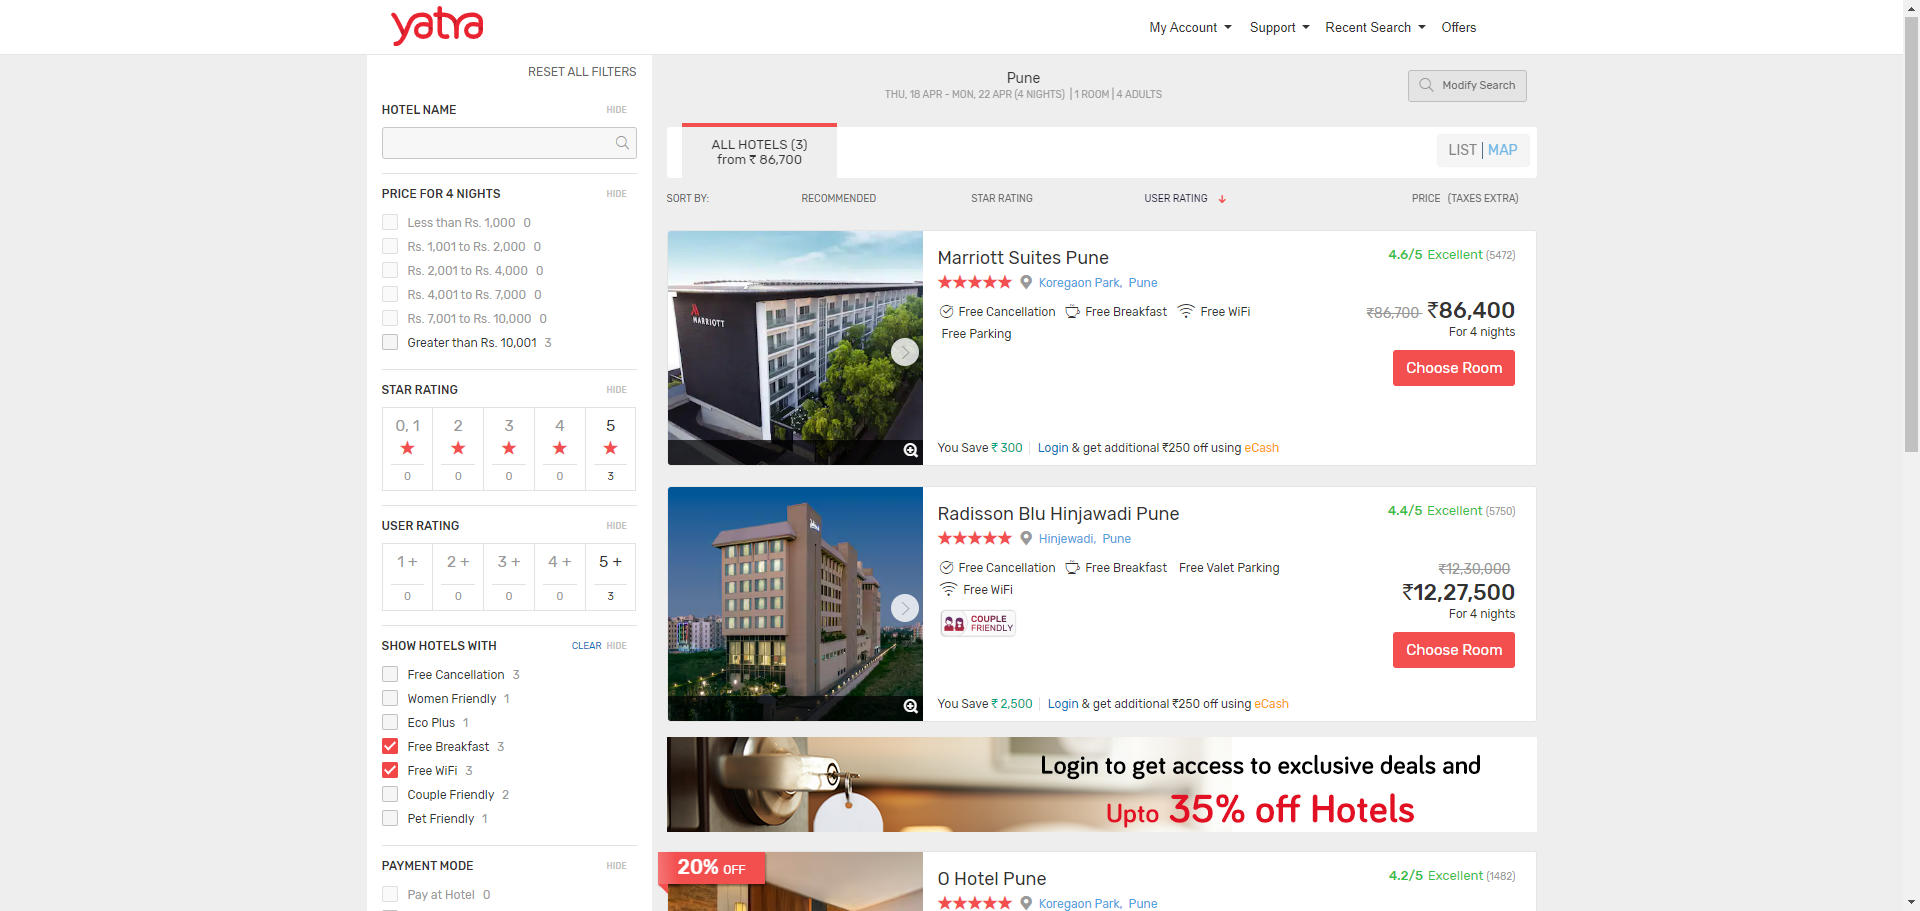 yatra
My Account
Support
Recent Search
Offers
RESET ALL FILTERS
HOTEL NAME
HIDE
PRICE FOR 4 NIGHTS
HIDE
Less than Rs. 1,000 0
Rs. 1,001 to Rs. 2,000 0
Rs. 2,001 to Rs. 4,000 0
Rs. 4,001 to Rs. 7,000 0
Rs. 7,001 to Rs. 10,000 0
Greater than Rs. 10,001 3
STAR RATING
HIDE
0, 1 2 3 4 5
0 0 0 0 3
USER RATING
HIDE
1 + 2 + 3 + 4 + 5 +
0 0 0 0 3
SHOW HOTELS WITH
CLEAR HIDE
Free Cancellation 3
Women Friendly 1
Eco Plus 1
Free Breakfast 3
Free WiFi 3
Couple Friendly 2
Pet Friendly 1
PAYMENT MODE
HIDE
Pay at Hotel 0
Pune
THU, 18 APR - MON, 22 APR (4 NIGHTS) | 1 ROOM | 4 ADULTS
Modify Search
ALL HOTELS (3)
from ₹ 86,700
LIST | MAP
SORT BY:
RECOMMENDED
STAR RATING
USER RATING
PRICE (TAXES EXTRA)
MARRIOTT
Marriott Suites Pune
4.6/5 Excellent (5472)
Koregaon Park, Pune
Free Cancellation Free Breakfast Free WiFi
Free Parking
₹86,700 ₹86,400
For 4 nights
Choose Room
You Save ₹ 300 | Login & get additional ₹250 off using eCash
Radisson Blu Hinjawadi Pune
4.4/5 Excellent (5750)
Hinjewadi, Pune
Free Cancellation Free Breakfast Free Valet Parking
Free WiFi
COUPLE
FRIENDLY
₹12,30,000
₹12,27,500
For 4 nights
Choose Room
You Save ₹ 2,500 | Login & get additional ₹250 off using eCash
Login to get access to exclusive deals and
Upto 35% off Hotels
20% OFF
O Hotel Pune
4.2/5 Excellent (1482)
Koregaon Park, Pune